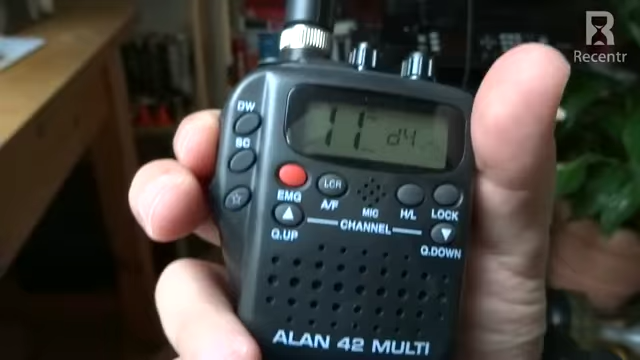 Recentr
DW
11 d4
SC
EMG
LCR
A/F
MIC
H/L
LOCK
Q.UP
CHANNEL
Q.DOWN
ALAN 42 MULTI